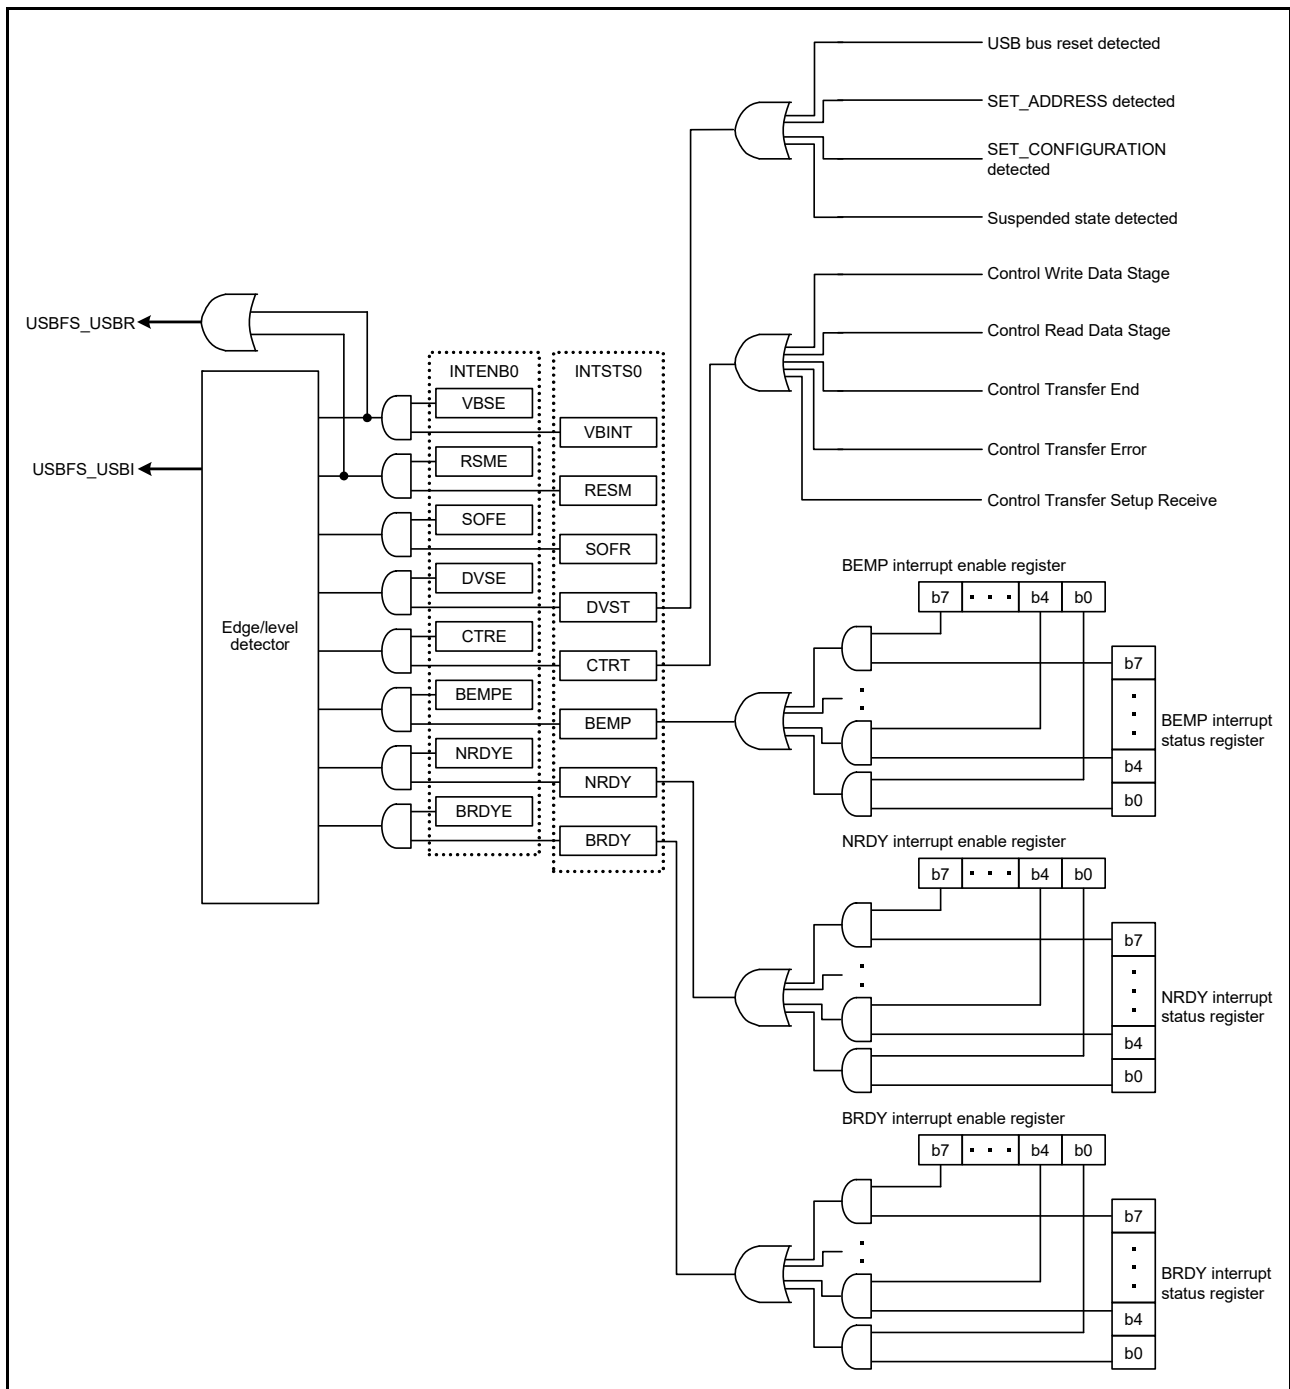 USB bus reset detected
SET_ADDRESS detected
SET_CONFIGURATION
detected
Suspended state detected
Control Write Data Stage
Control Read Data Stage
Control Transfer End
Control Transfer Error
Control Transfer Setup Receive
USBFS_USBR
USBFS_USBI
Edge/level
detector
INTENB0
VBSE
RSME
SOFE
DVSE
CTRE
BEMPE
NRDYE
BRDYE
INTSTS0
VBINT
RESM
SOFR
DVST
CTRT
BEMP
NRDY
BRDY
BEMP interrupt enable register
b7 · · · b4 b0
b7
b4
b0
BEMP interrupt
status register
NRDY interrupt enable register
b7 · · · b4 b0
b7
b4
b0
NRDY interrupt
status register
BRDY interrupt enable register
b7 · · · b4 b0
b7
b4
b0
BRDY interrupt
status register